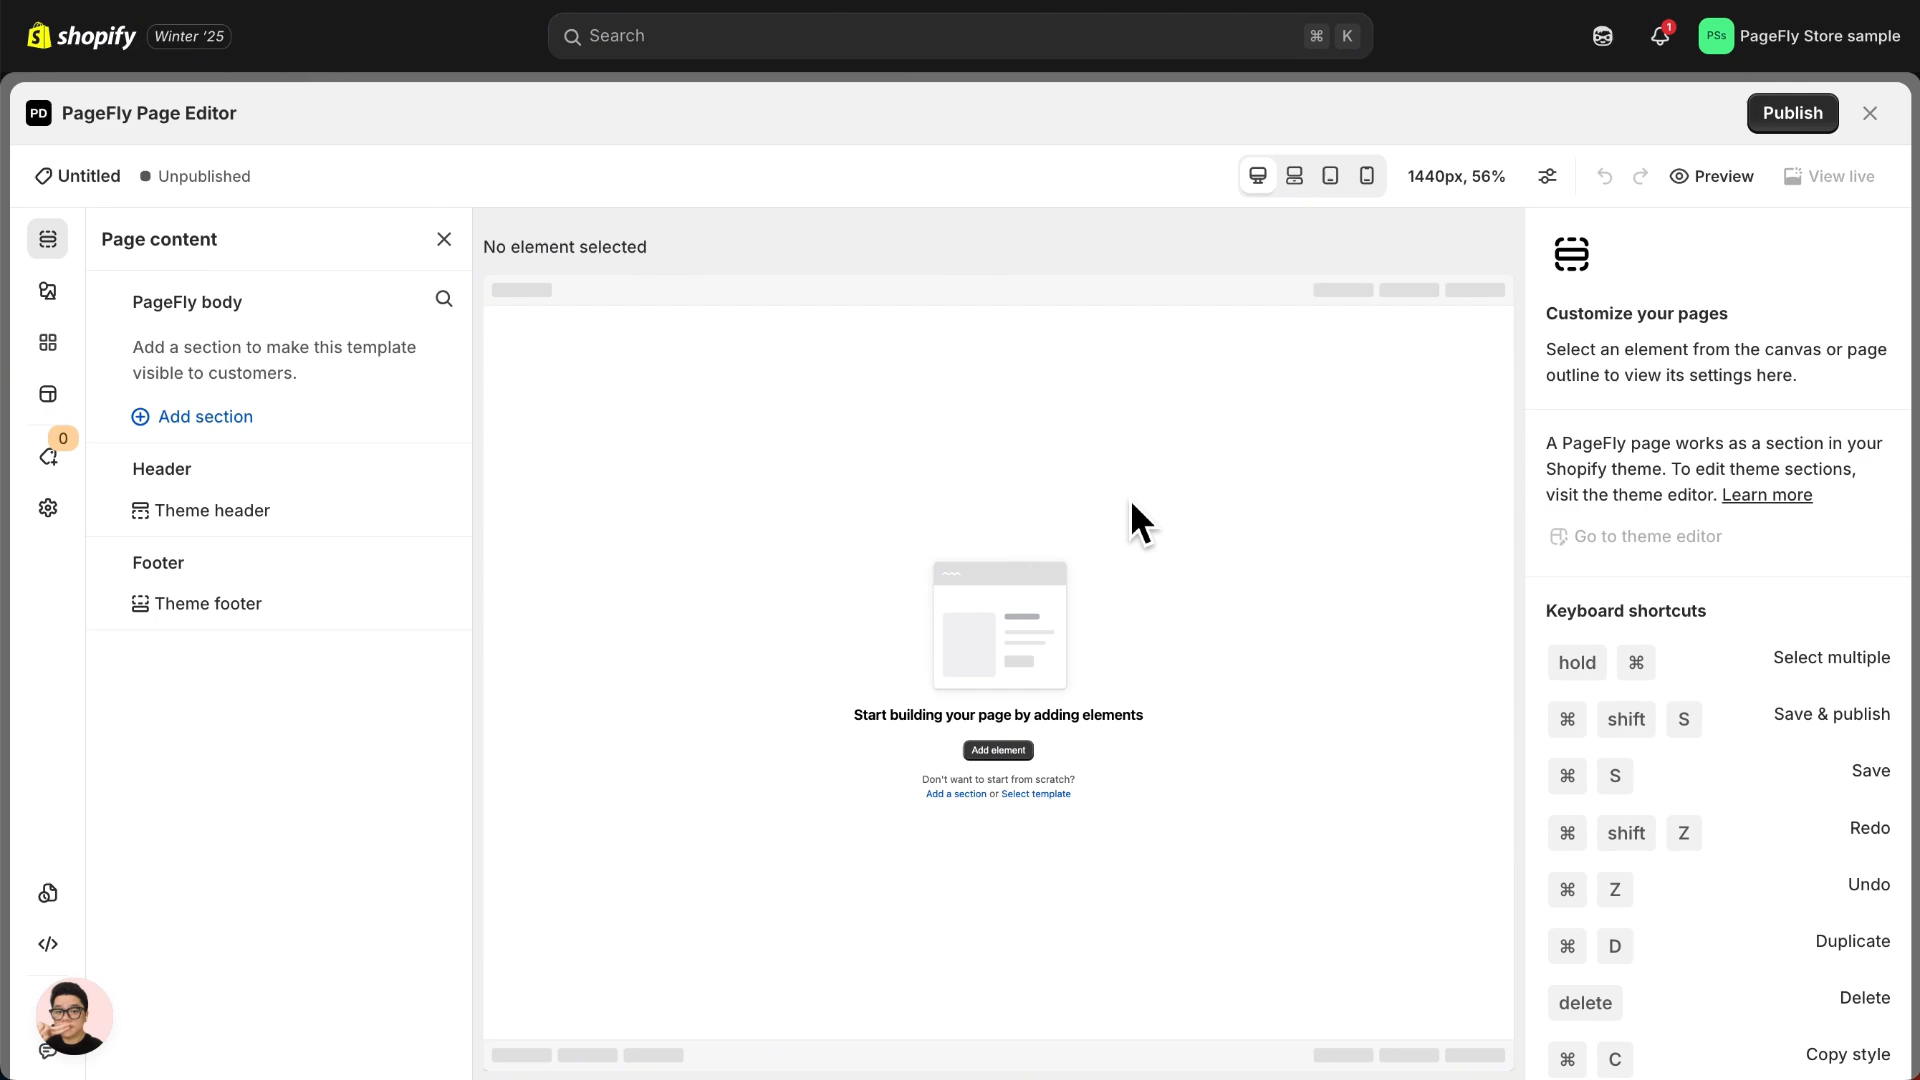 shopify
Winter '25
Search
⌘ K
1
PSs
PageFly Store sample
PD
PageFly Page Editor
Publish
Untitled
Unpublished
1440px, 56%
Preview
View live
Page content
PageFly body
Add a section to make this template
visible to customers.
Add section
0
Header
Theme header
Footer
Theme footer
No element selected
Start building your page by adding elements
Add element
Don't want to start from scratch?
Add a section or Select template
Customize your pages
Select an element from the canvas or page
outline to view its settings here.
A PageFly page works as a section in your
Shopify theme. To edit theme sections,
visit the theme editor. Learn more
Go to theme editor
Keyboard shortcuts
hold ⌘ Select multiple
⌘ shift S Save & publish
⌘ S Save
⌘ shift Z Redo
⌘ Z Undo
⌘ D Duplicate
delete Delete
⌘ C Copy style